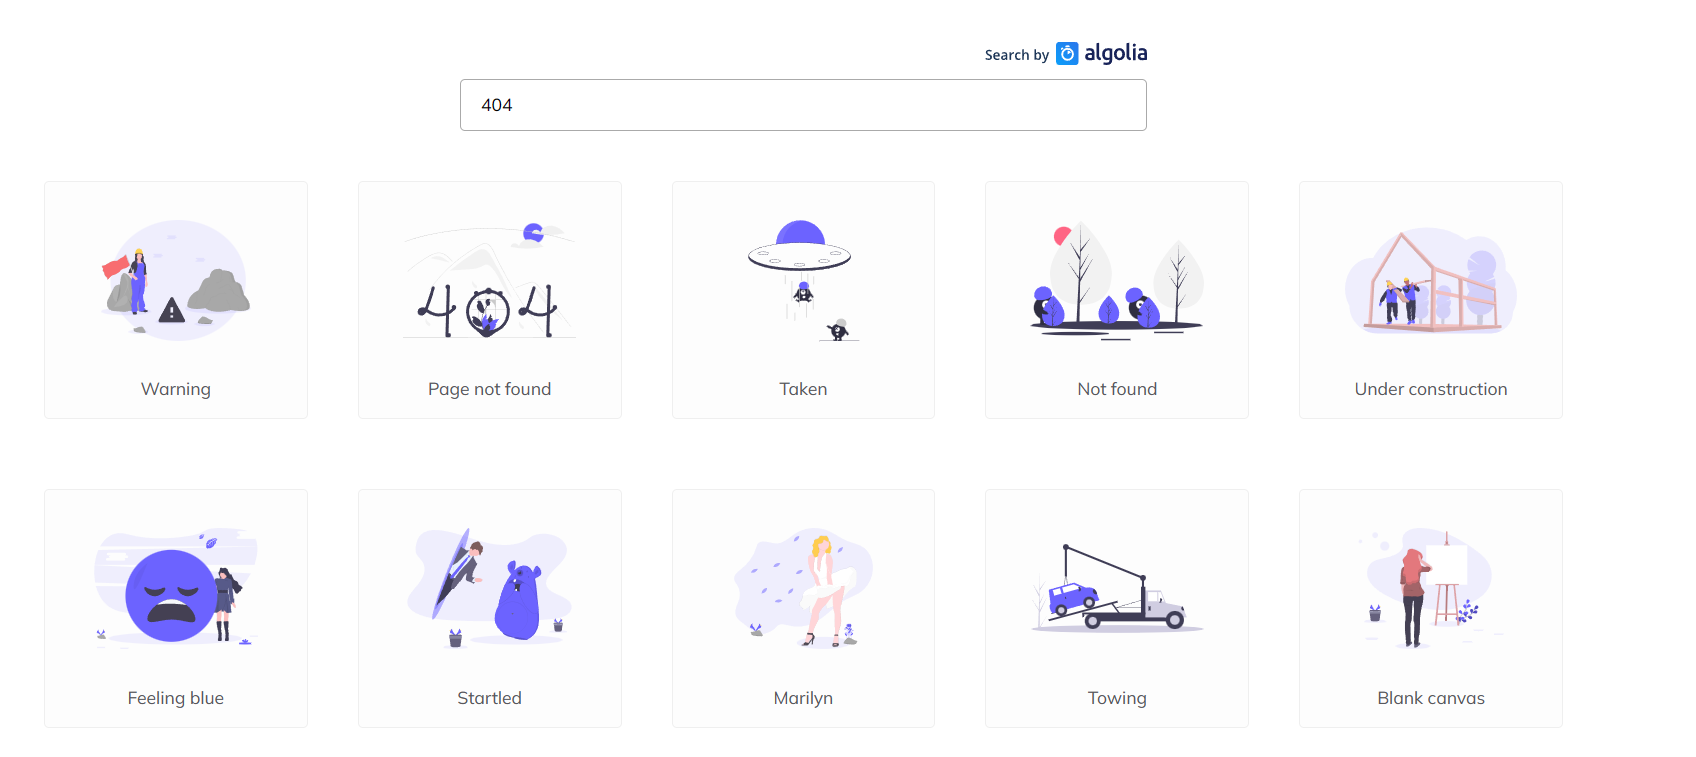 Search by algolia
404
404
Warning
Page not found
Taken
Not found
Under construction
Feeling blue
Startled
Marilyn
Towing
Blank canvas